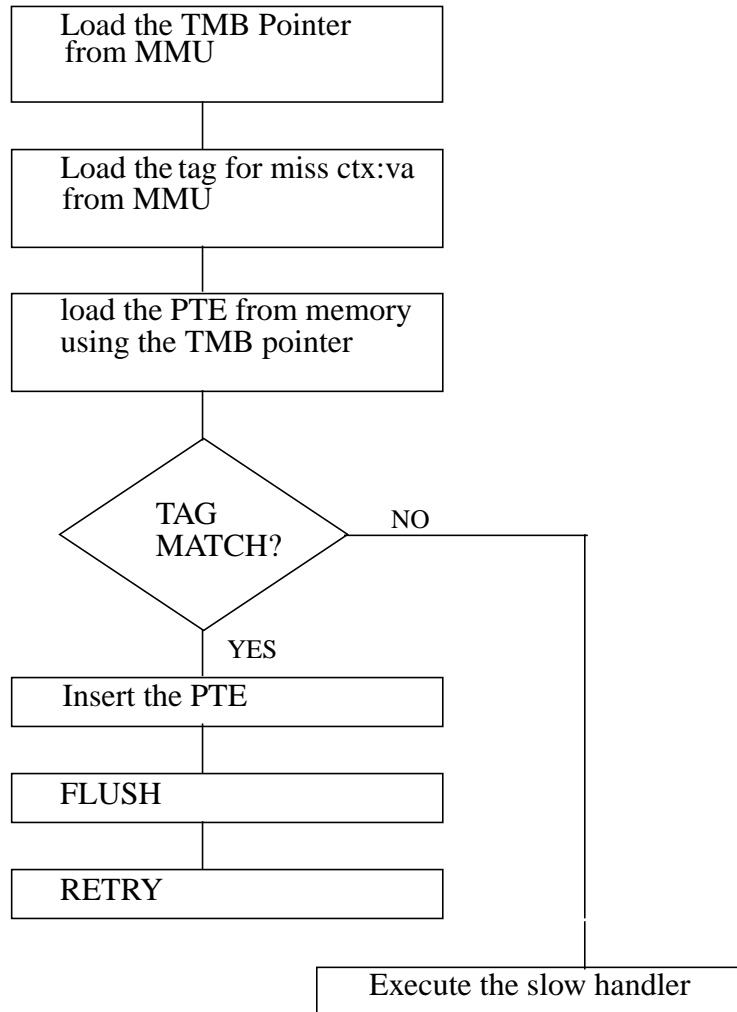 Load the TMB Pointer
from MMU
Load the tag for miss ctx:va
from MMU
load the PTE from memory
using the TMB pointer
TAG
MATCH?
NO
YES
Insert the PTE
FLUSH
RETRY
Execute the slow handler